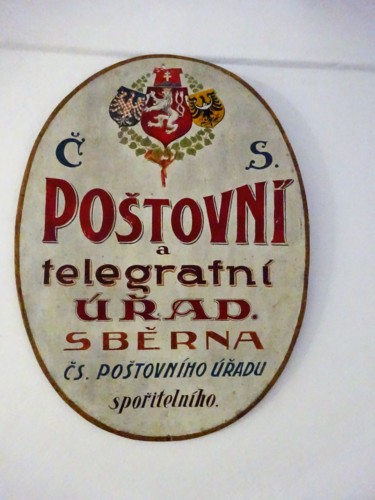 Č S.
POŠTOVNÍ
a
telegrafní
ÚŘAD.
SBĚRNA
ČS. POŠTOVNÍHO ÚŘADU
spořitelního.